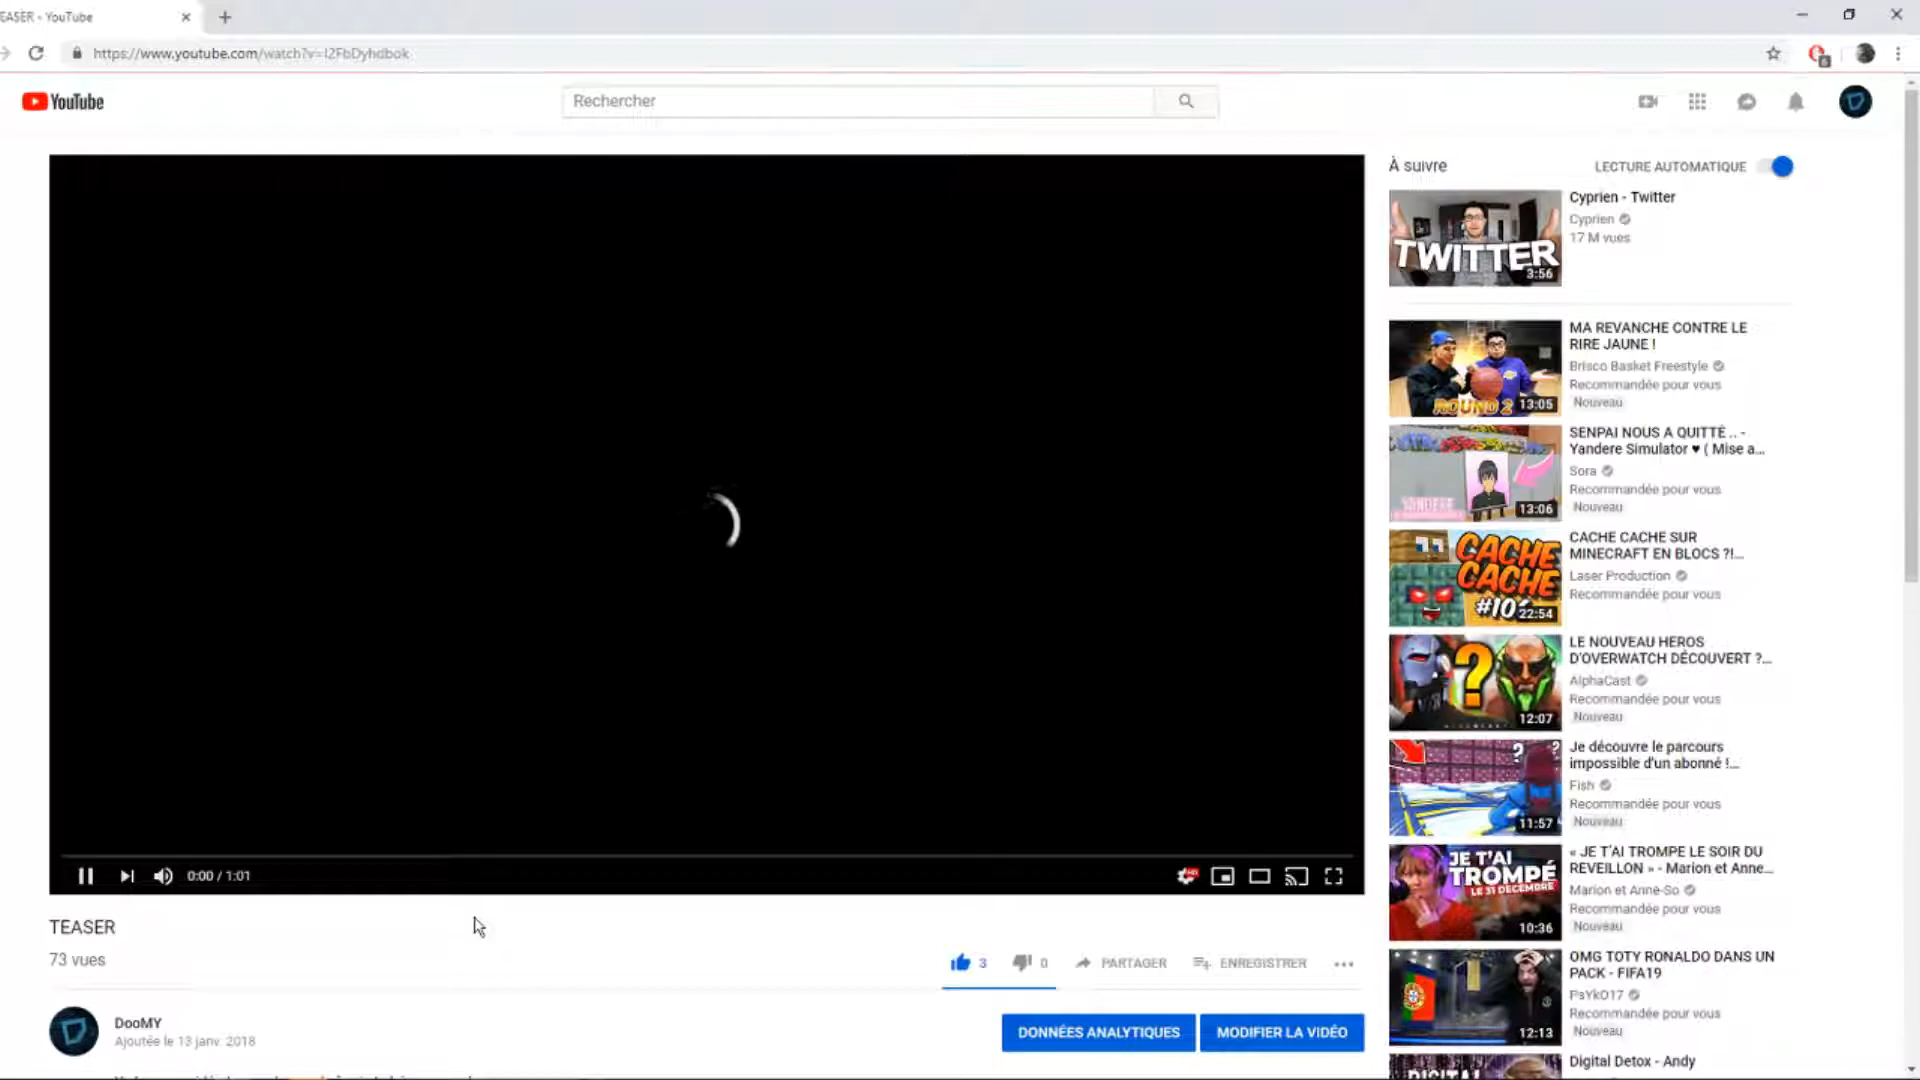 EASER - YouTube
https://www.youtube.com/watch?v=I2FbDyhdbok
YouTube
Rechercher
À suivre
LECTURE AUTOMATIQUE
TWITTER
3:56
Cyprien - Twitter
Cyprien
17 M vues
ROUND 2
13:05
MA REVANCHE CONTRE LE
RIRE JAUNE !
Brisco Basket Freestyle
Recommandée pour vous
Nouveau
YANDERE
13:06
SENPAI NOUS A QUITTÉ .. -
Yandere Simulator ♥ ( Mise a...
Sora
Recommandée pour vous
Nouveau
CACHE
CACHE
22:54
CACHE CACHE SUR
MINECRAFT EN BLOCS ?!...
Laser Production
Recommandée pour vous
?
12:07
LE NOUVEAU HEROS
D'OVERWATCH DÉCOUVERT ?...
AlphaCast
Recommandée pour vous
Nouveau
?
?
11:57
Je découvre le parcours
impossible d'un abonné !...
Fish
Recommandée pour vous
Nouveau
JE T'AI
TROMPÉ
LE 31 DECEMBRE
10:36
« JE T'AI TROMPE LE SOIR DU
REVEILLON » - Marion et Anne...
Marion et Anne-So
Recommandée pour vous
Nouveau
12:13
OMG TOTY RONALDO DANS UN
PACK - FIFA19
PsYkO17
Recommandée pour vous
Nouveau
DIGITAL
Digital Detox - Andy
0:00 / 1:01
HD
TEASER
73 vues
3
0
PARTAGER
ENREGISTRER
DooMY
Ajoutée le 13 janv. 2018
DONNÉES ANALYTIQUES
MODIFIER LA VIDÉO